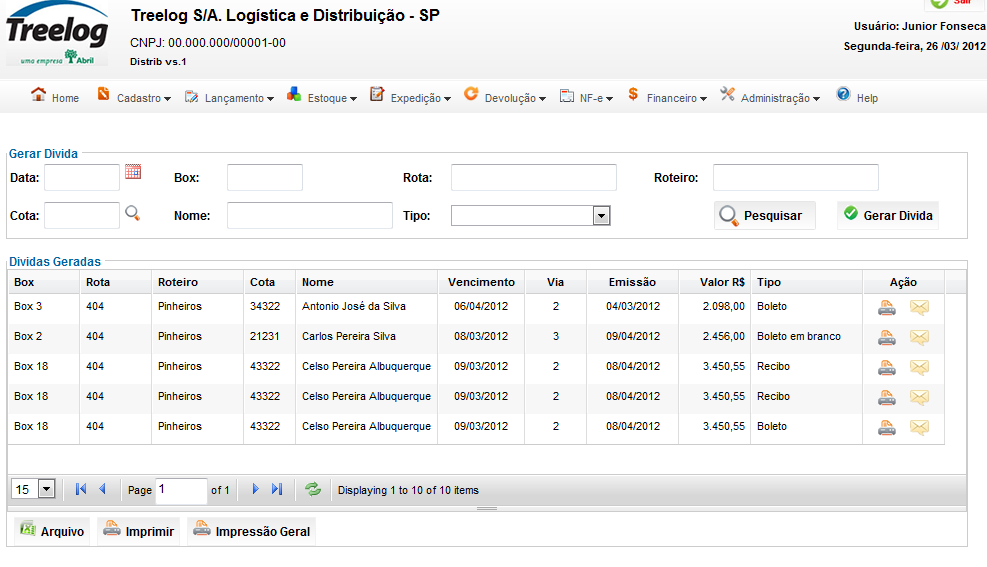 Treelog
uma empresa Abril
Treelog S/A. Logística e Distribuição - SP
CNPJ: 00.000.000/00001-00
Distrib vs.1
Sair
Usuário: Junior Fonseca
Segunda-feira, 26 /03/ 2012
Home Cadastro Lançamento Estoque Expedição Devolução NF-e Financeiro Administração Help
Gerar Divida
Data: Box: Rota: Roteiro:
Cota: Nome: Tipo: Pesquisar Gerar Divida
Dividas Geradas
Box Rota Roteiro Cota Nome Vencimento Via Emissão Valor R$ Tipo Ação
Box 3 404 Pinheiros 34322 Antonio José da Silva 06/04/2012 2 04/03/2012 2.098,00 Boleto
Box 2 404 Pinheiros 21231 Carlos Pereira Silva 08/03/2012 3 09/04/2012 2.456,00 Boleto em branco
Box 18 404 Pinheiros 43322 Celso Pereira Albuquerque 09/03/2012 2 08/04/2012 3.450,55 Recibo
Box 18 404 Pinheiros 43322 Celso Pereira Albuquerque 09/03/2012 2 08/04/2012 3.450,55 Recibo
Box 18 404 Pinheiros 43322 Celso Pereira Albuquerque 09/03/2012 2 08/04/2012 3.450,55 Boleto
15 Page 1 of 1 Displaying 1 to 10 of 10 items
Arquivo Imprimir Impressão Geral